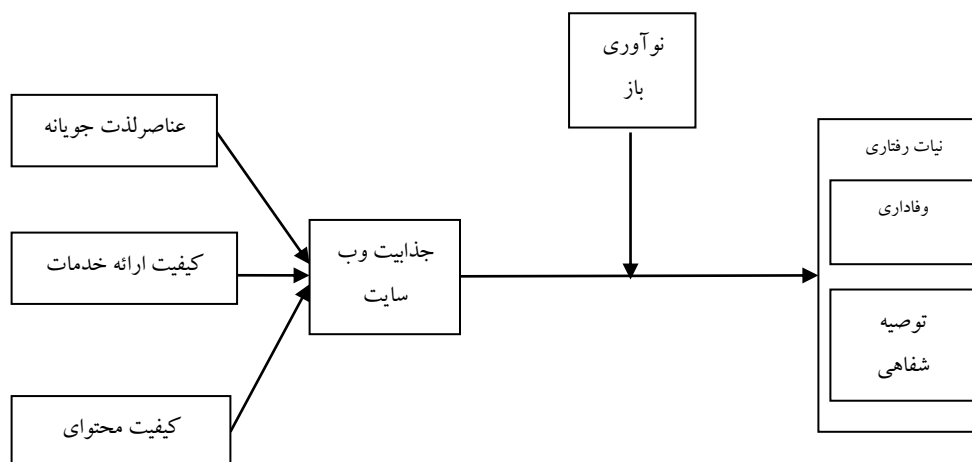 نوآوری
باز
عناصرلذت جویانه
نیات رفتاری
وفاداری
جذابیت وب
سایت
کیفیت ارائه خدمات
توصیه
شفاهی
کیفیت محتوای